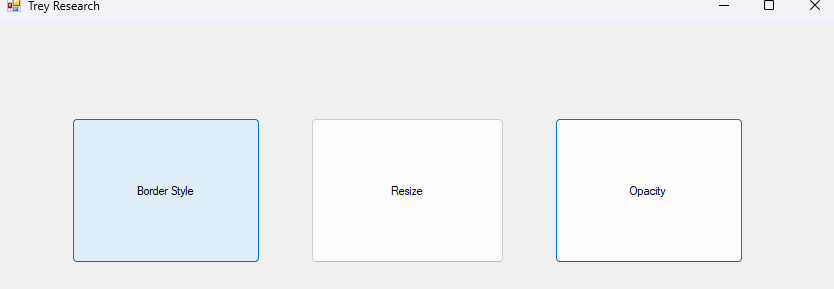 Trey Research
Border Style
Resize
Opacity